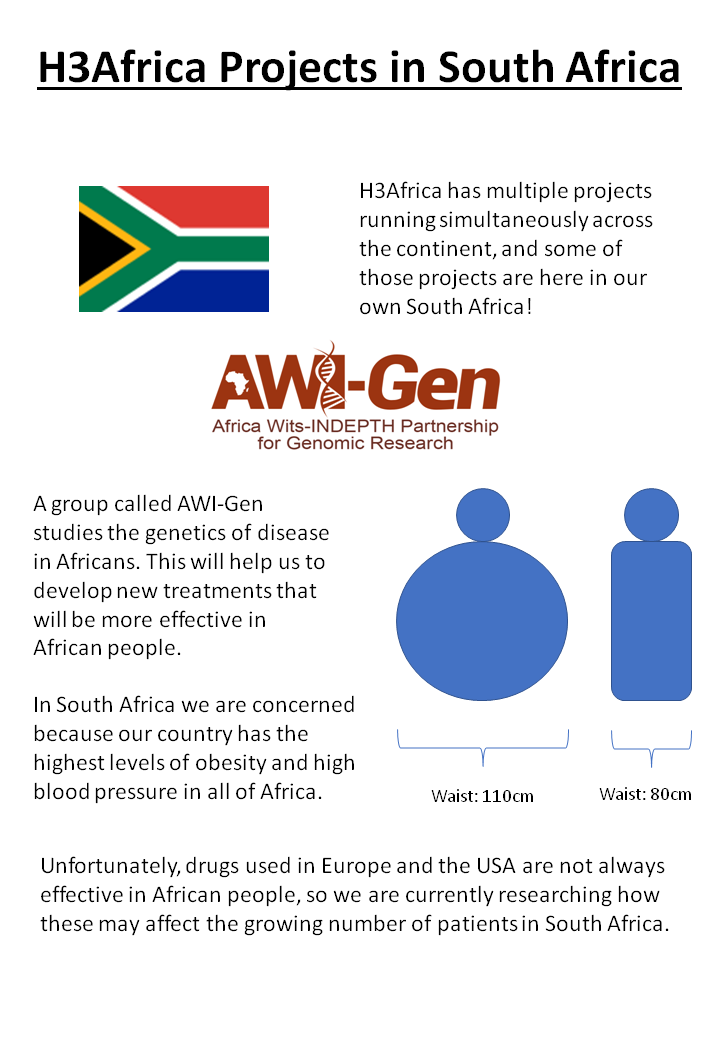 H3Africa Projects in South Africa
H3Africa has multiple projects
running simultaneously across
the continent, and some of
those projects are here in our
own South Africa!
AWI-Gen
Africa Wits-INDEPTH Partnership
for Genomic Research
A group called AWI-Gen
studies the genetics of disease
in Africans. This will help us to
develop new treatments that
will be more effective in
African people.
In South Africa we are concerned
because our country has the
highest levels of obesity and high
blood pressure in all of Africa.
Waist: 110cm
Waist: 80cm
Unfortunately, drugs used in Europe and the USA are not always
effective in African people, so we are currently researching how
these may affect the growing number of patients in South Africa.